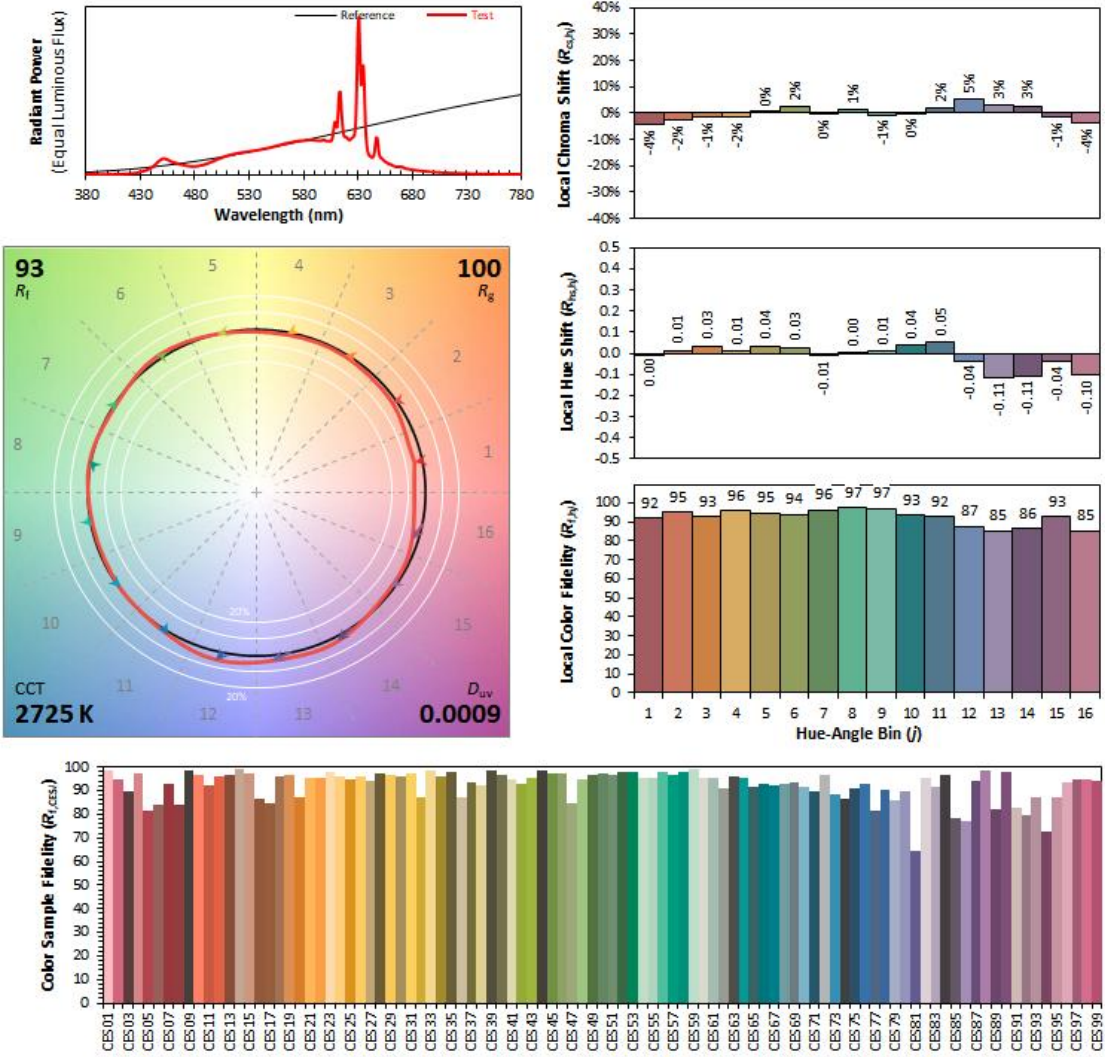 Reference Test
Radiant Power
(Equal Luminous Flux)
380 430 480 530 580 630 680 730 780
Wavelength (nm)
Local Chroma Shift (Rcs,hj)
40%
30%
20%
10%
0%
-10%
-20%
-30%
-40%
-4% -2% -1% -2% 0% 2% 0% 1% -1% 0% 2% 5% 3% 3% -1% -4%
93
Rf
100
Rg
5 4
6 3
7 2
8 1
9 16
10 15
11 14
12 13
20%
20%
CCT
2725 K
Duv
0.0009
Local Hue Shift (Rhs,hj)
0.5
0.4
0.3
0.2
0.1
0.0
-0.1
-0.2
-0.3
-0.4
-0.5
0.00 0.01 0.03 0.01 0.04 0.03 -0.01 0.00 0.01 0.04 0.05 -0.04 -0.11 -0.11 -0.04 -0.10
Local Color Fidelity (Rf,hj)
100
90
80
70
60
50
40
30
20
10
0
92 95 93 96 95 94 96 97 97 93 92 87 85 86 93 85
1 2 3 4 5 6 7 8 9 10 11 12 13 14 15 16
Hue-Angle Bin (j)
Color Sample Fidelity (Rf,CESi)
100
90
80
70
60
50
40
30
20
10
0
CES01 CES03 CES05 CES07 CES09 CES11 CES13 CES15 CES17 CES19 CES21 CES23 CES25 CES27 CES29 CES31 CES33 CES35 CES37 CES39 CES41 CES43 CES45 CES47 CES49 CES51 CES53 CES55 CES57 CES59 CES61 CES63 CES65 CES67 CES69 CES71 CES73 CES75 CES77 CES79 CES81 CES83 CES85 CES87 CES89 CES91 CES93 CES95 CES97 CES99